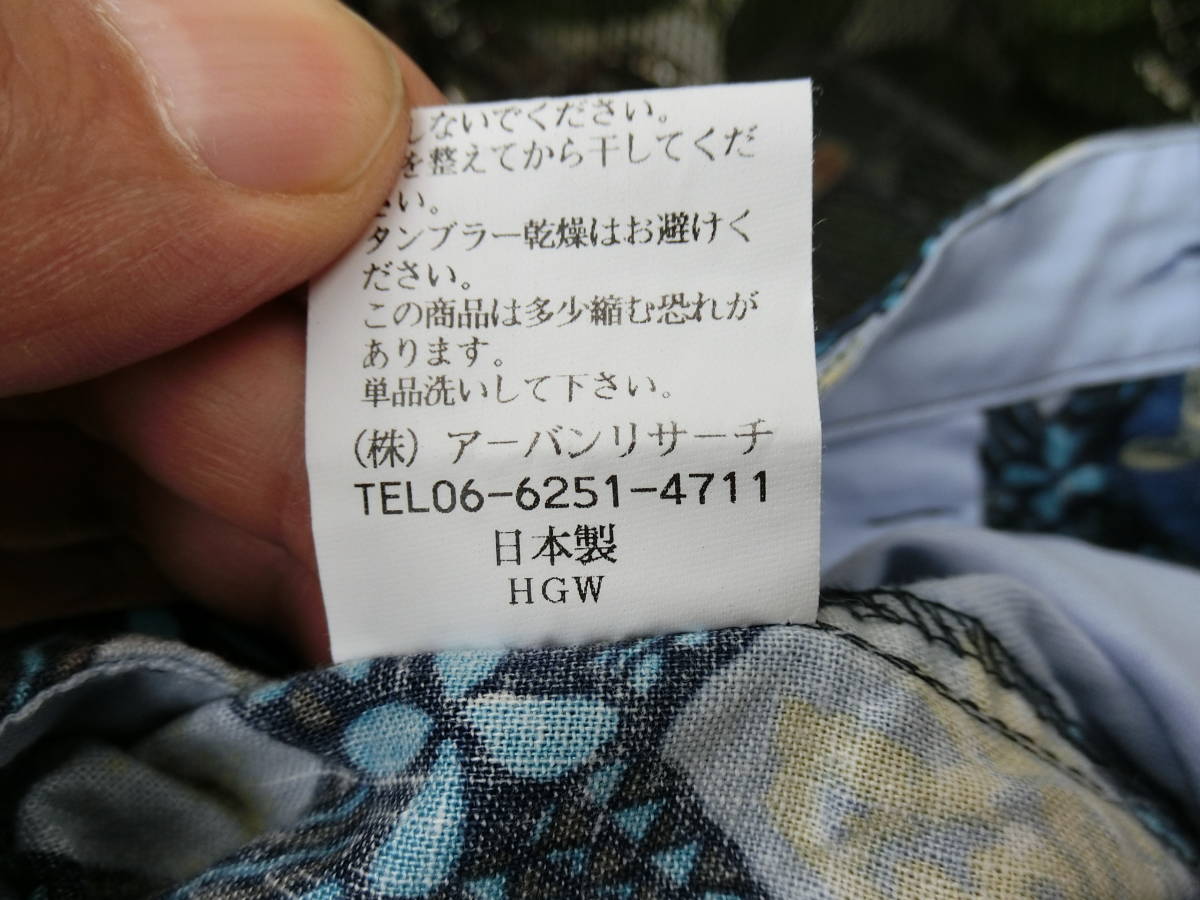 しないでください。
を整えてから干してくだ
さい。
タンブラー乾燥はお避けく
ださい。
この商品は多少縮む恐れが
あります。
単品洗いして下さい。
(株) アーバンリサーチ
TEL06-6251-4711
日本製
HGW